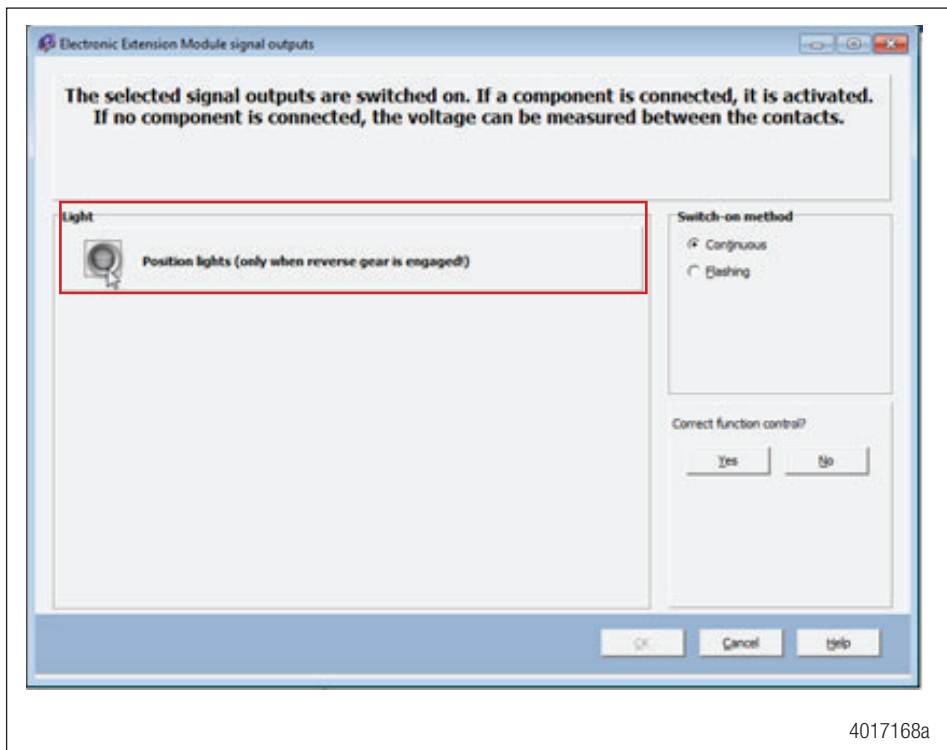 Electronic Extension Module signal outputs
The selected signal outputs are switched on. If a component is connected, it is activated.
If no component is connected, the voltage can be measured between the contacts.
Light
Position lights (only when reverse gear is engaged!)
Switch-on method
Continuous
Flashing
Correct function control?
Yes
No
OK
Cancel
Help
4017168a